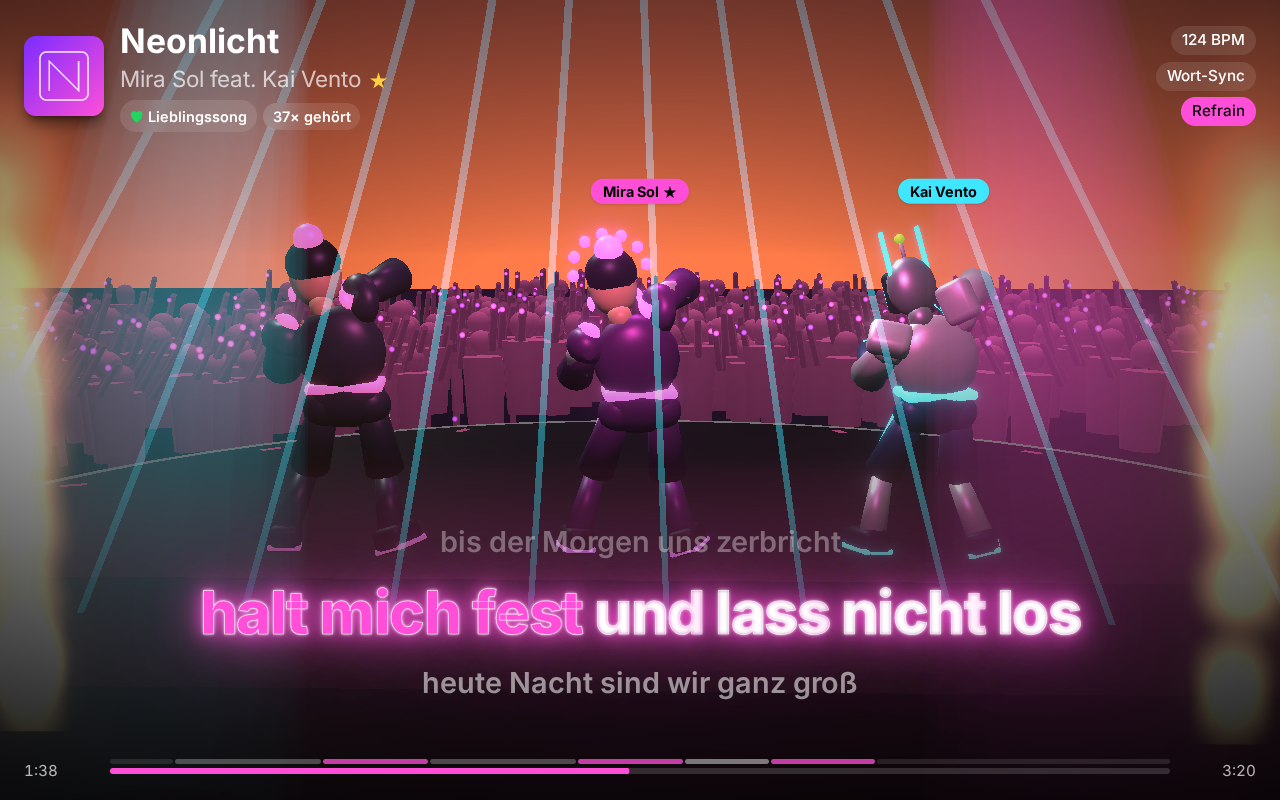 N
Neonlicht
Mira Sol feat. Kai Vento ★
Lieblingssong
37× gehört
124 BPM
Wort-Sync
Refrain
Mira Sol ★
Kai Vento
bis der Morgen uns zerbricht
halt mich fest und lass nicht los
heute Nacht sind wir ganz groß
1:38
3:20